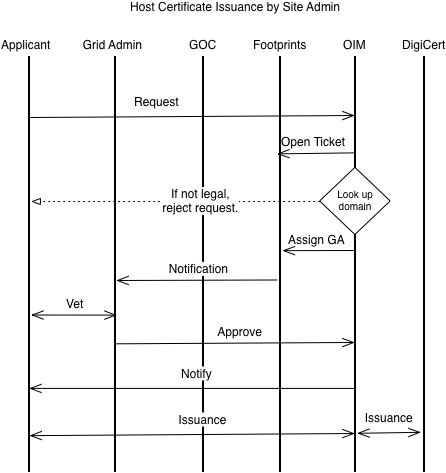 Host Certificate Issuance by Site Admin
Applicant
Grid Admin
GOC
Footprints
OIM
DigiCert
Request
Open Ticket
Look up
domain
If not legal,
reject request.
Assign GA
Notification
Vet
Approve
Notify
Issuance
Issuance